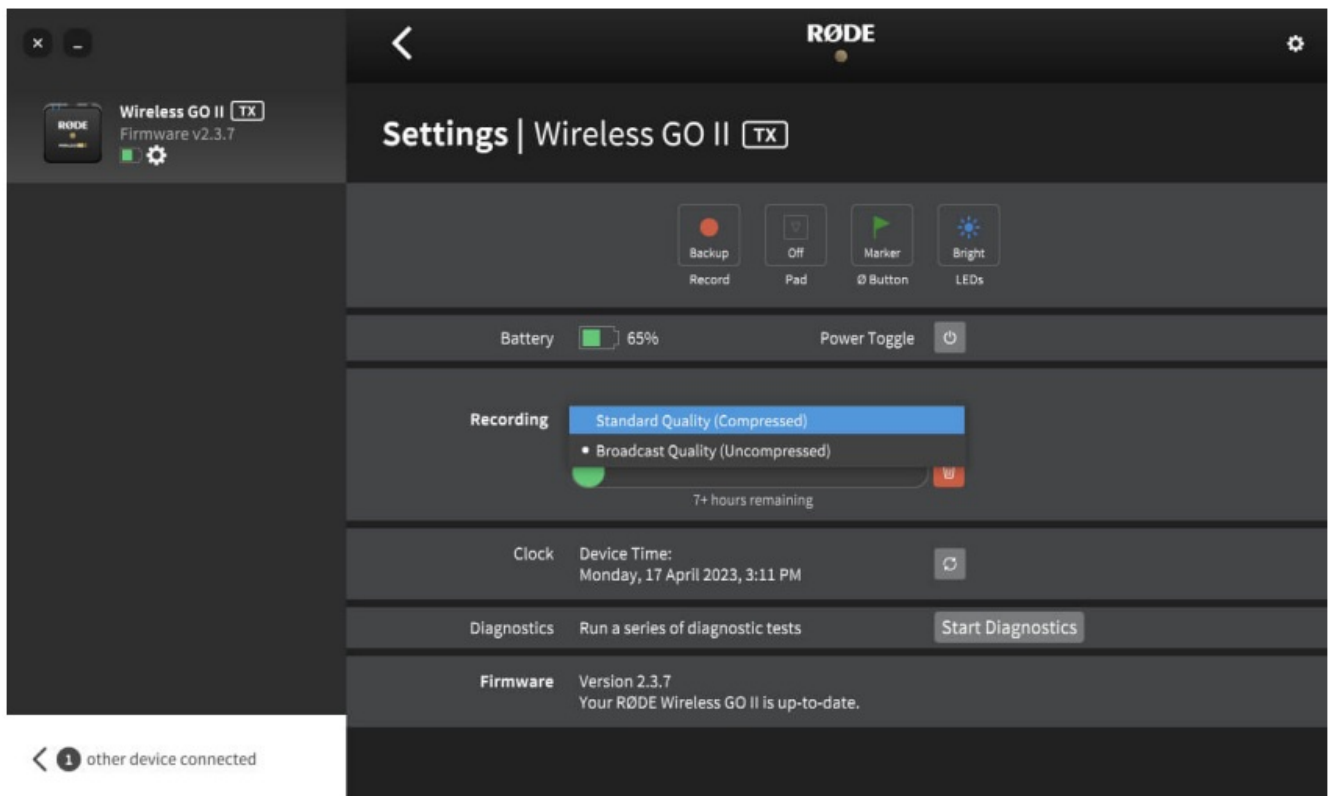 RØDE
Wireless GO II TX
Firmware v2.3.7
RØDE
Settings | Wireless GO II TX
Backup
Off
Marker
Bright
Record
Pad
Ø Button
LEDs
Battery
65%
Power Toggle
Recording
Standard Quality (Compressed)
• Broadcast Quality (Uncompressed)
7+ hours remaining
Clock
Device Time:
Monday, 17 April 2023, 3:11 PM
Diagnostics
Run a series of diagnostic tests
Start Diagnostics
Firmware
Version 2.3.7
Your RØDE Wireless GO II is up-to-date.
1 other device connected